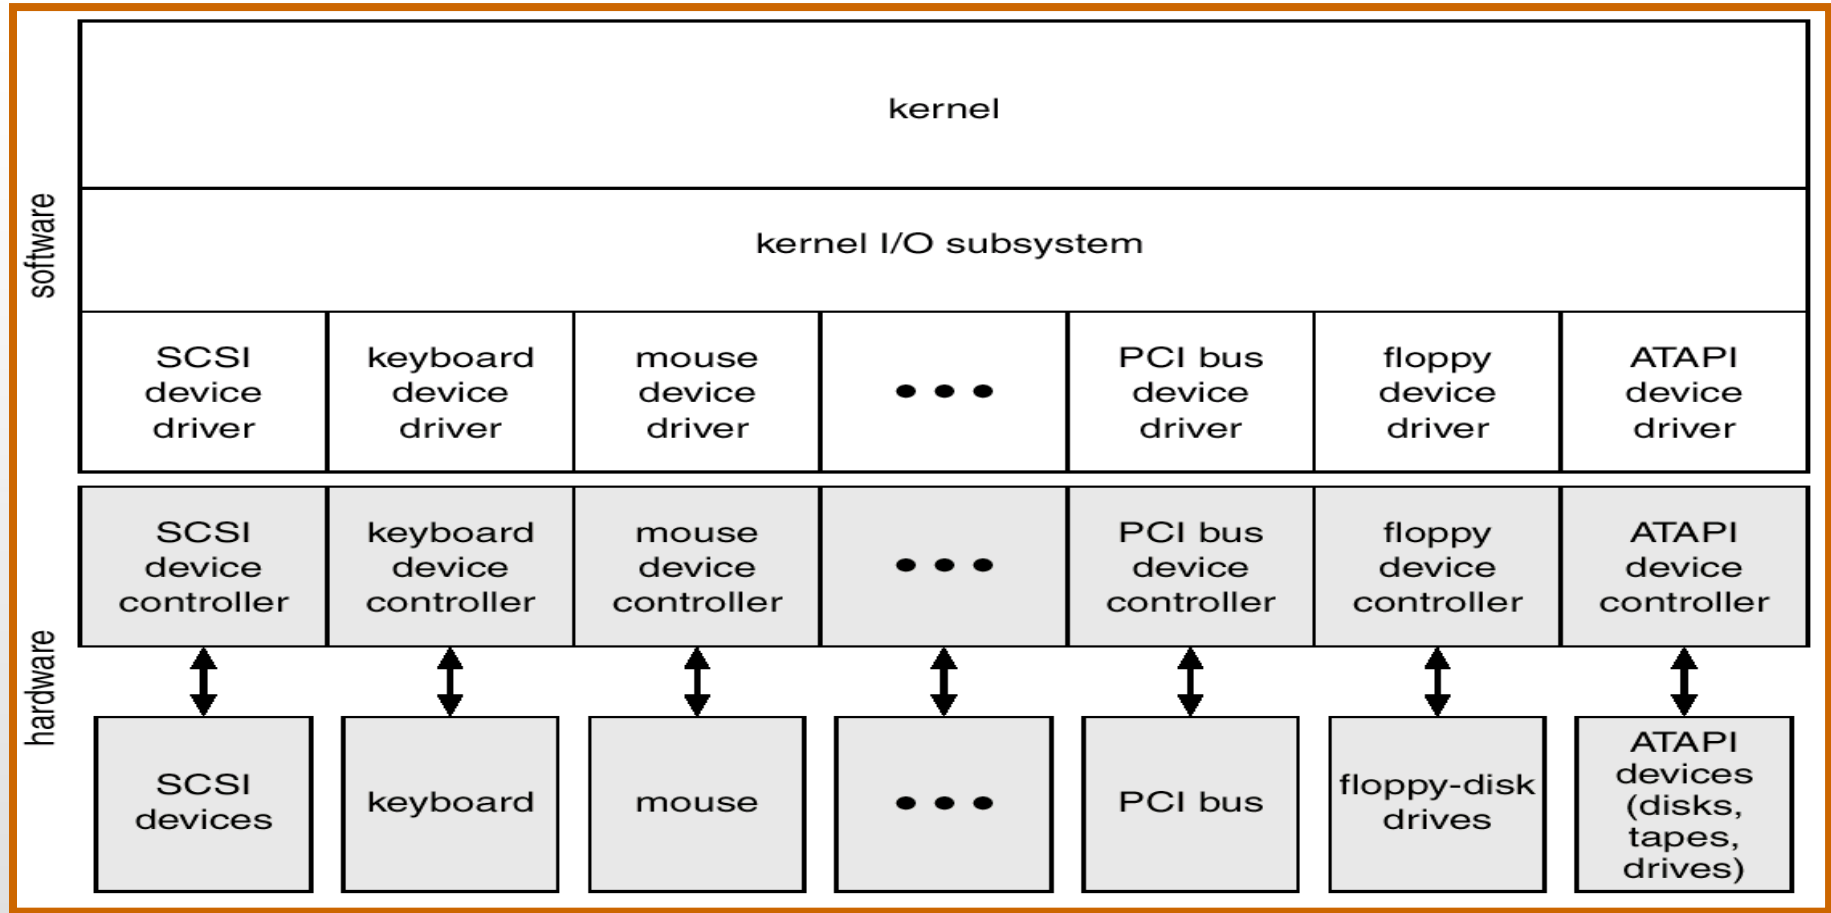 software
kernel
kernel I/O subsystem
SCSI
device
driver
keyboard
device
driver
mouse
device
driver
•••
PCI bus
device
driver
floppy
device
driver
ATAPI
device
driver
hardware
SCSI
device
controller
keyboard
device
controller
mouse
device
controller
•••
PCI bus
device
controller
floppy
device
controller
ATAPI
device
controller
SCSI
devices
keyboard
mouse
•••
PCI bus
floppy-disk
drives
ATAPI
devices
(disks,
tapes,
drives)